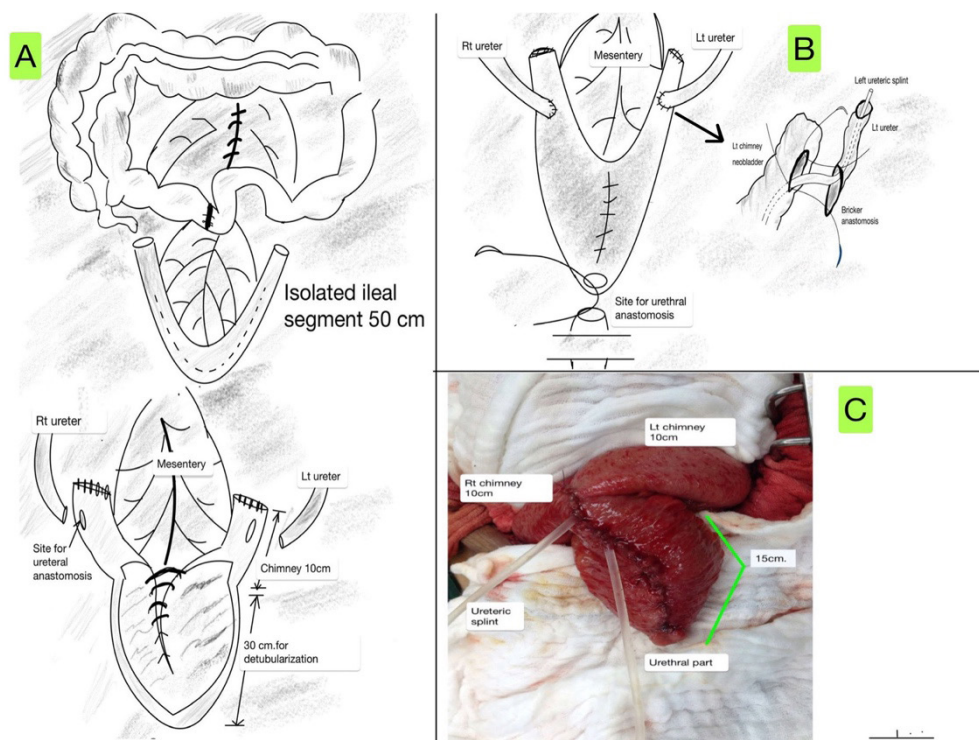 A
Isolated ileal
segment 50 cm
Rt ureter
Mesentery
Lt ureter
Site for
ureteral
anastomosis
Chimney 10cm
30 cm.for
detubularization
B
Rt ureter
Mesentery
Lt ureter
Left ureteric splint
Lt ureter
Lt chimney
neobladder
Bricker
anastomosis
Site for urethral
anastomosis
C
Lt chimney
10cm
Rt chimney
10cm
15cm.
Ureteric
splint
Urethral part